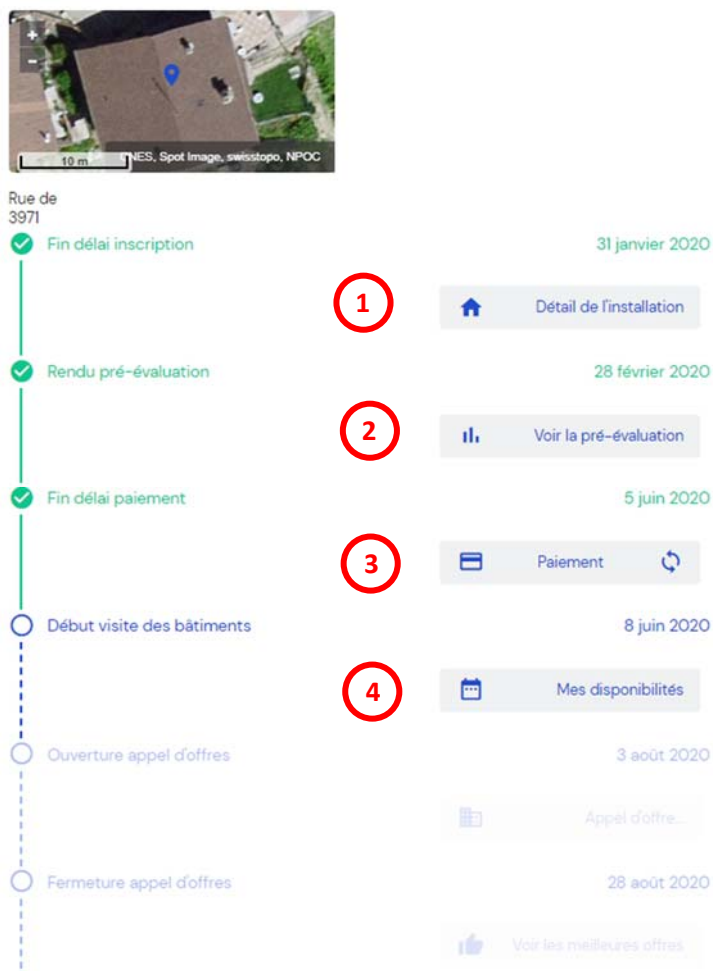 +
-
10 m
CNES, Spot Image, swisstopo, NPOC
Rue de
3971
Fin délai inscription 31 janvier 2020
1 Détail de l'installation
Rendu pré-évaluation 28 février 2020
2 Voir la pré-évaluation
Fin délai paiement 5 juin 2020
3 Paiement
Début visite des bâtiments 8 juin 2020
4 Mes disponibilités
Ouverture appel d'offres 3 août 2020
Appel d'offre...
Fermeture appel d'offres 28 août 2020
Voir les meilleures offres